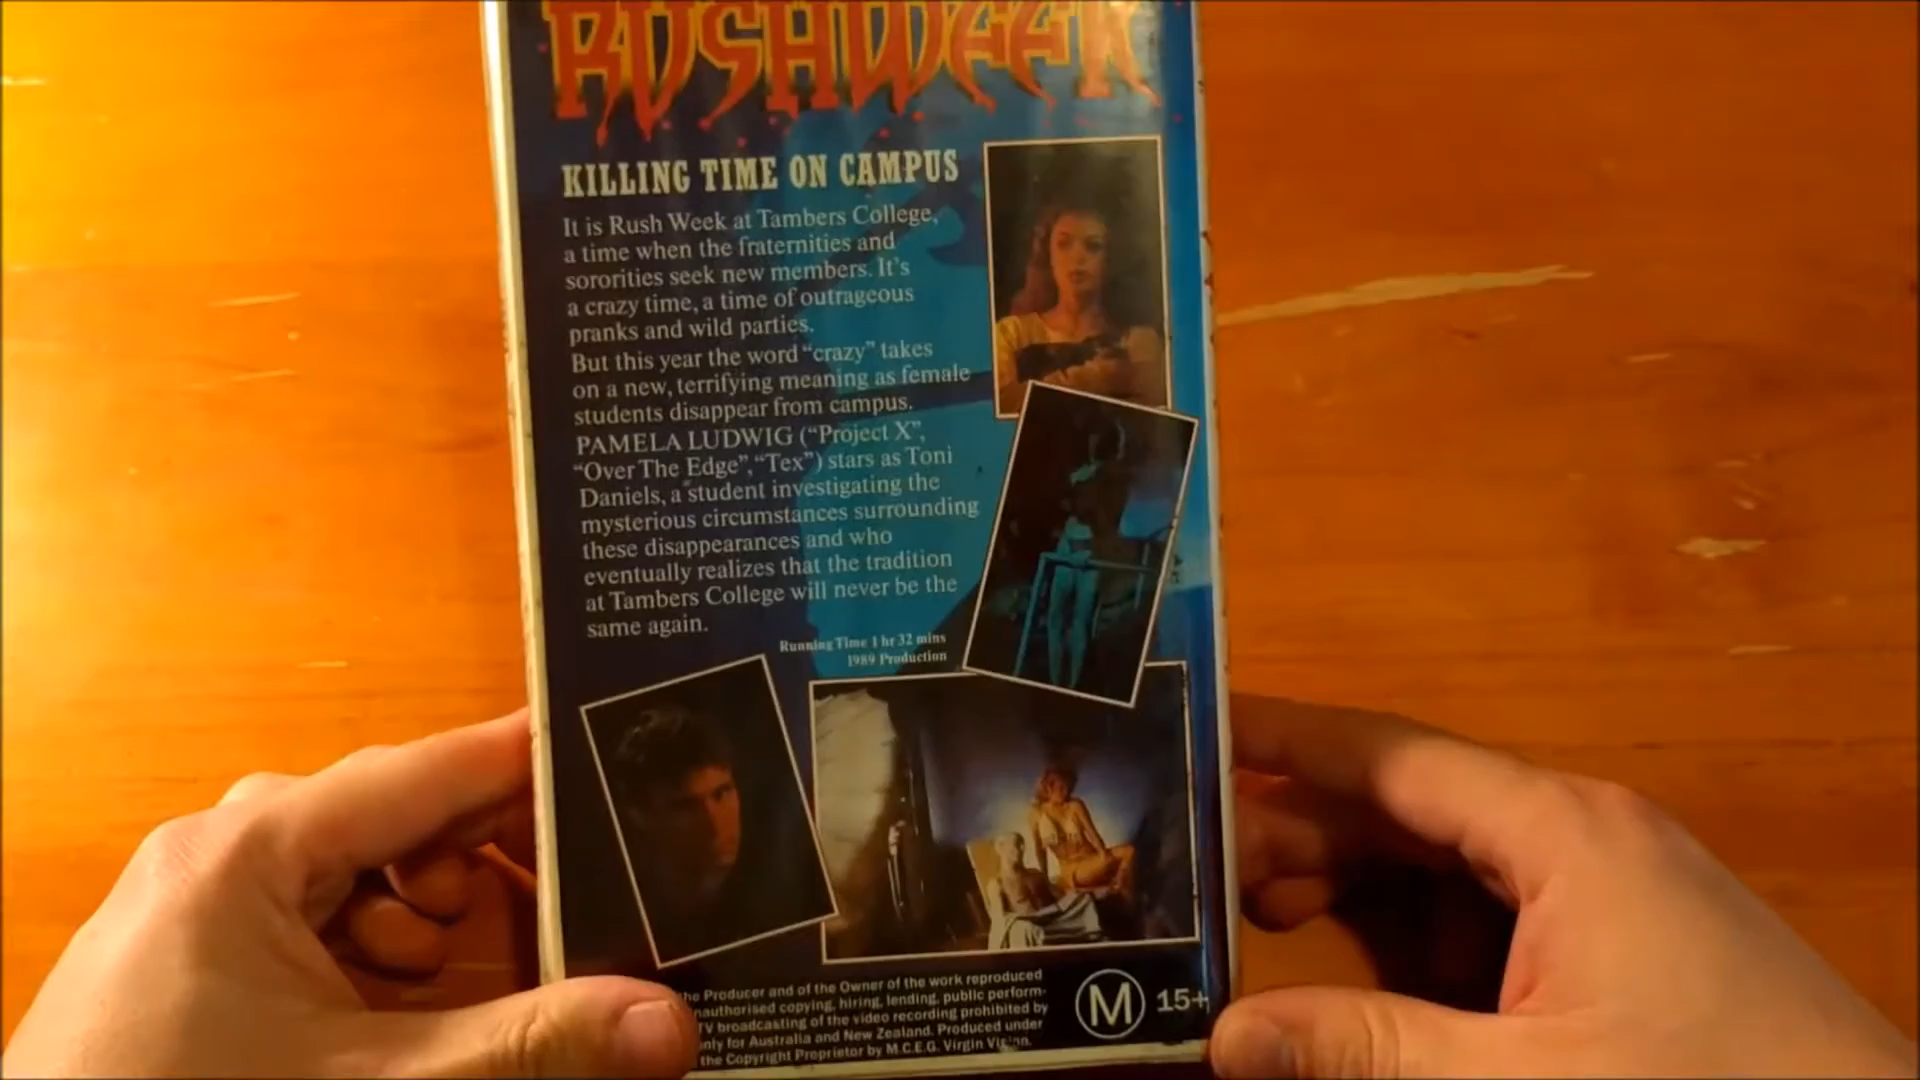 RUSHWEEK
KILLING TIME ON CAMPUS
It is Rush Week at Tambers College,
a time when the fraternities and
sororities seek new members. It's
a crazy time, a time of outrageous
pranks and wild parties.
But this year the word “crazy” takes
on a new, terrifying meaning as female
students disappear from campus.
PAMELA LUDWIG (“Project X”,
“Over The Edge”, “Tex”) stars as Toni
Daniels, a student investigating the
mysterious circumstances surrounding
these disappearances and who
eventually realizes that the tradition
at Tambers College will never be the
same again.
Running Time 1 hr 32 mins
1989 Production
the Producer and of the Owner of the work reproduced
nauthorised copying, hiring, lending, public perform-
TV broadcasting of the video recording prohibited by
only for Australia and New Zealand. Produced under
the Copyright Proprietor by M.C.E.G. Virgin Vision.
M 15+